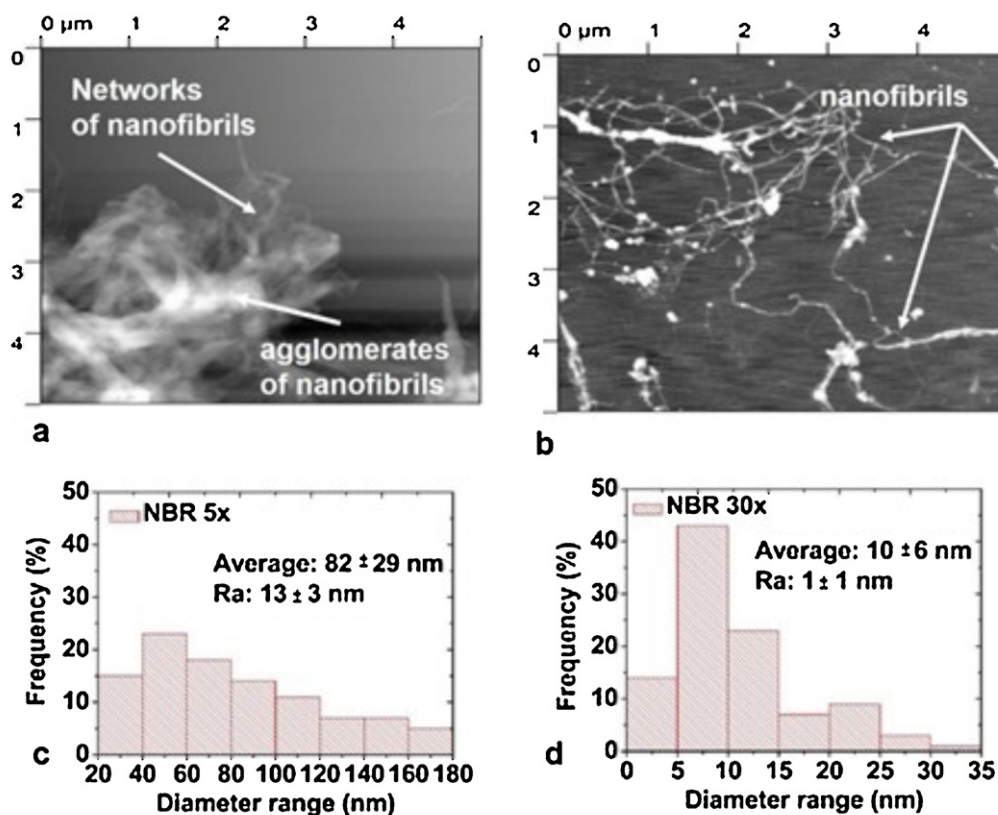 0 µm 1 2 3 4
0
1
2
3
4
Networks
of nanofibrils
agglomerates
of nanofibrils
a
0 µm 1 2 3 4
0
1
2
3
4
nanofibrils
b
50
40
30
20
10
0
Frequency (%)
NBR 5x
Average: 82 ± 29 nm
Ra: 13 ± 3 nm
20 40 60 80 100 120 140 160 180
Diameter range (nm)
c
50
40
30
20
10
0
Frequency (%)
NBR 30x
Average: 10 ± 6 nm
Ra: 1 ± 1 nm
0 5 10 15 20 25 30 35
Diameter range (nm)
d